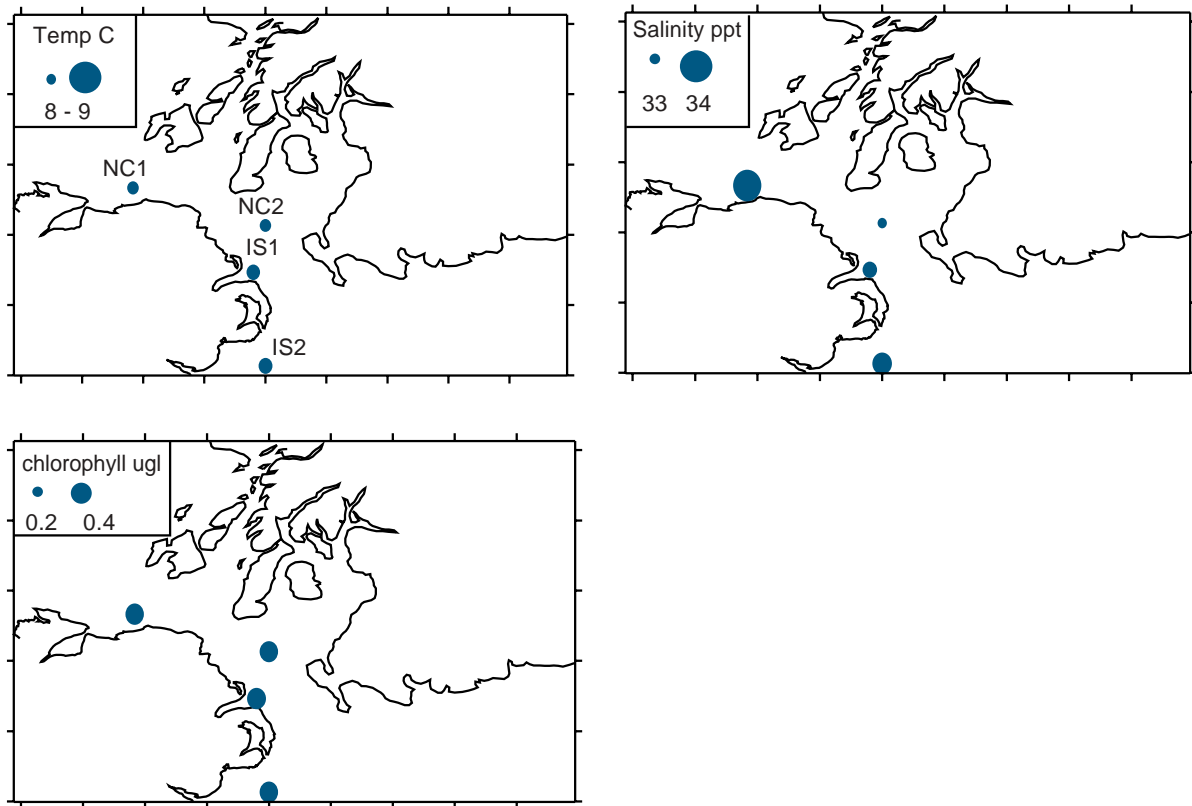 Temp C
8 - 9
NC1
NC2
IS1
IS2
Salinity ppt
33 34
chlorophyll ugl
0.2 0.4